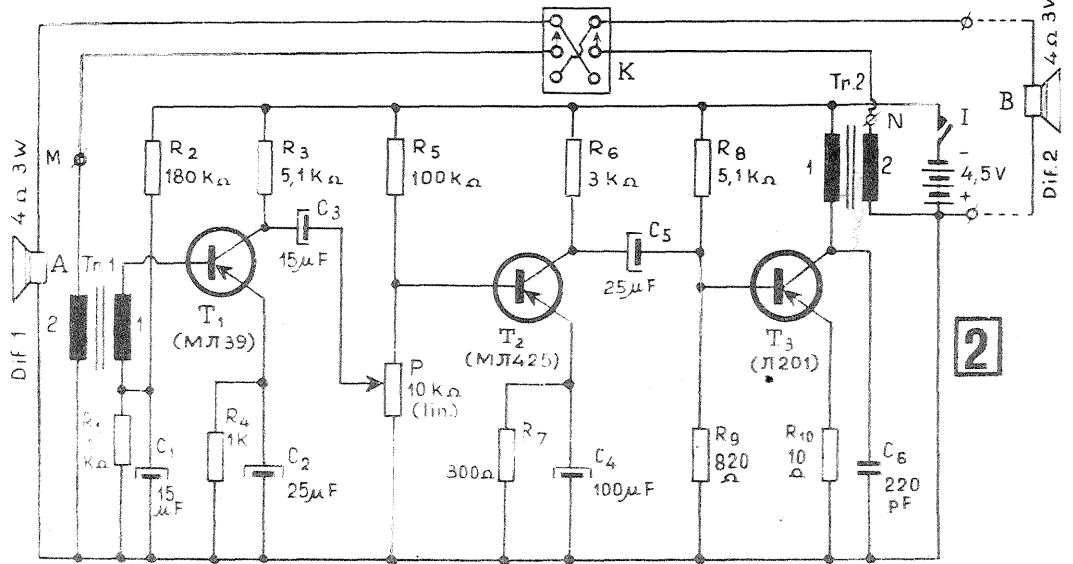 K
4Ω 3W
Dif. 1
A
M
Tr.1
2
1
R2
180 KΩ
R3
5,1 KΩ
C3
15µF
T1
(МЛ39)
KΩ
C1
15
µF
R4
1K
C2
25µF
R5
100 KΩ
P
10 KΩ
(lin.)
R6
3 KΩ
C5
25µF
T2
(МЛ425)
R7
300Ω
C4
100µF
R8
5,1KΩ
T3
(Л201)
R9
820
Ω
R10
10
Ω
C6
220
pF
Tr.2
1
2
N
I
-
4,5V
+
B
4Ω 3W
Dif. 2
2